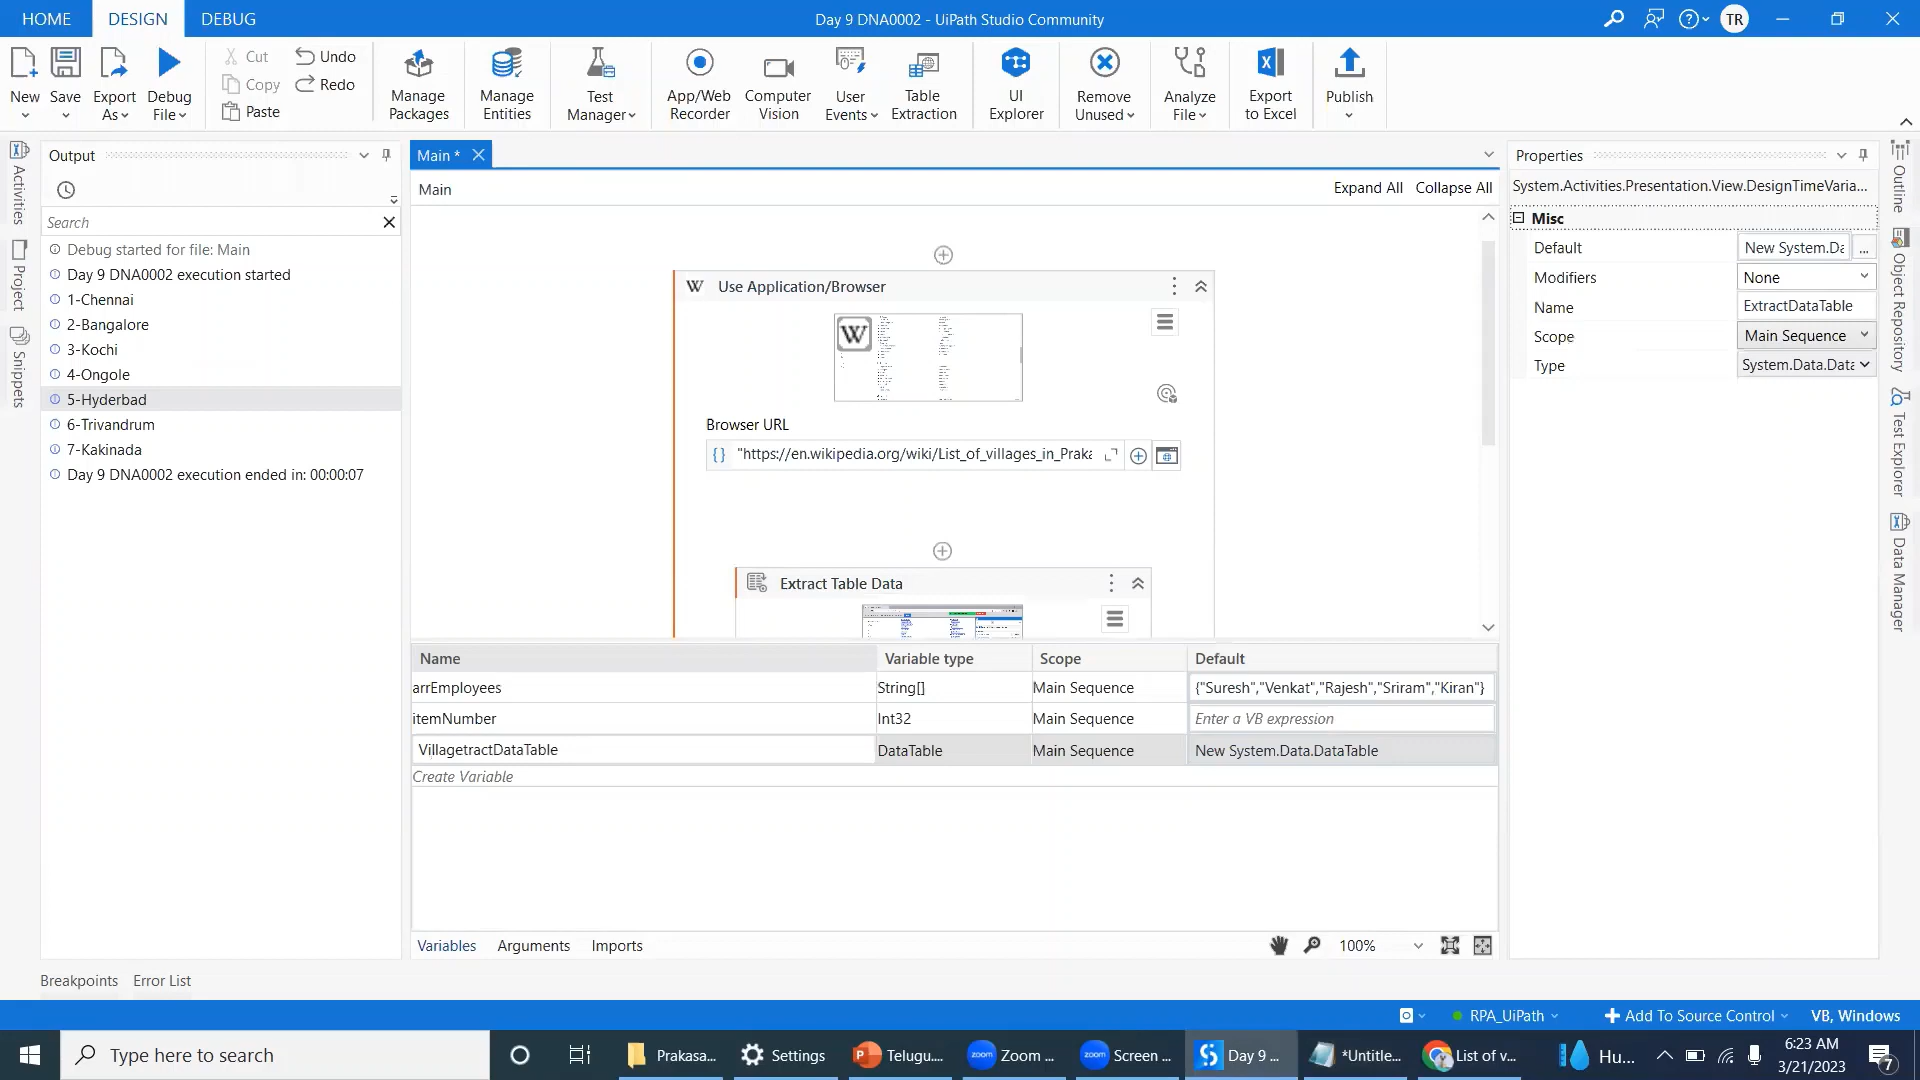 HOME DESIGN DEBUG
Day 9 DNA0002 - UiPath Studio Community
TR
New
Save
Export As
Debug File
Cut
Copy
Paste
Undo
Redo
Manage Packages
Manage Entities
Test Manager
App/Web Recorder
Computer Vision
User Events
Table Extraction
UI Explorer
Remove Unused
Analyze File
Export to Excel
Publish
Activities
Project
Snippets
Output
Search
Debug started for file: Main
Day 9 DNA0002 execution started
1-Chennai
2-Bangalore
3-Kochi
4-Ongole
5-Hyderbad
6-Trivandrum
7-Kakinada
Day 9 DNA0002 execution ended in: 00:00:07
Main *
Main
Expand All Collapse All
W Use Application/Browser
W
Browser URL
"https://en.wikipedia.org/wiki/List_of_villages_in_Praka
Extract Table Data
Name Variable type Scope Default
arrEmployees String[] Main Sequence {"Suresh","Venkat","Rajesh","Sriram","Kiran"}
itemNumber Int32 Main Sequence Enter a VB expression
VillagetractDataTable DataTable Main Sequence New System.Data.DataTable
Create Variable
Variables Arguments Imports
100%
Properties
System.Activities.Presentation.View.DesignTimeVaria...
Misc
Default New System.Da ...
Modifiers None
Name ExtractDataTable
Scope Main Sequence
Type System.Data.Data
Outline
Object Repository
Test Explorer
Data Manager
Breakpoints Error List
RPA_UiPath
Add To Source Control
VB, Windows
Type here to search
Prakasa...
Settings
Telugu....
zoom Zoom ...
zoom Screen ...
Day 9 ...
*Untitle...
List of v...
Hu...
6:23 AM
3/21/2023
7